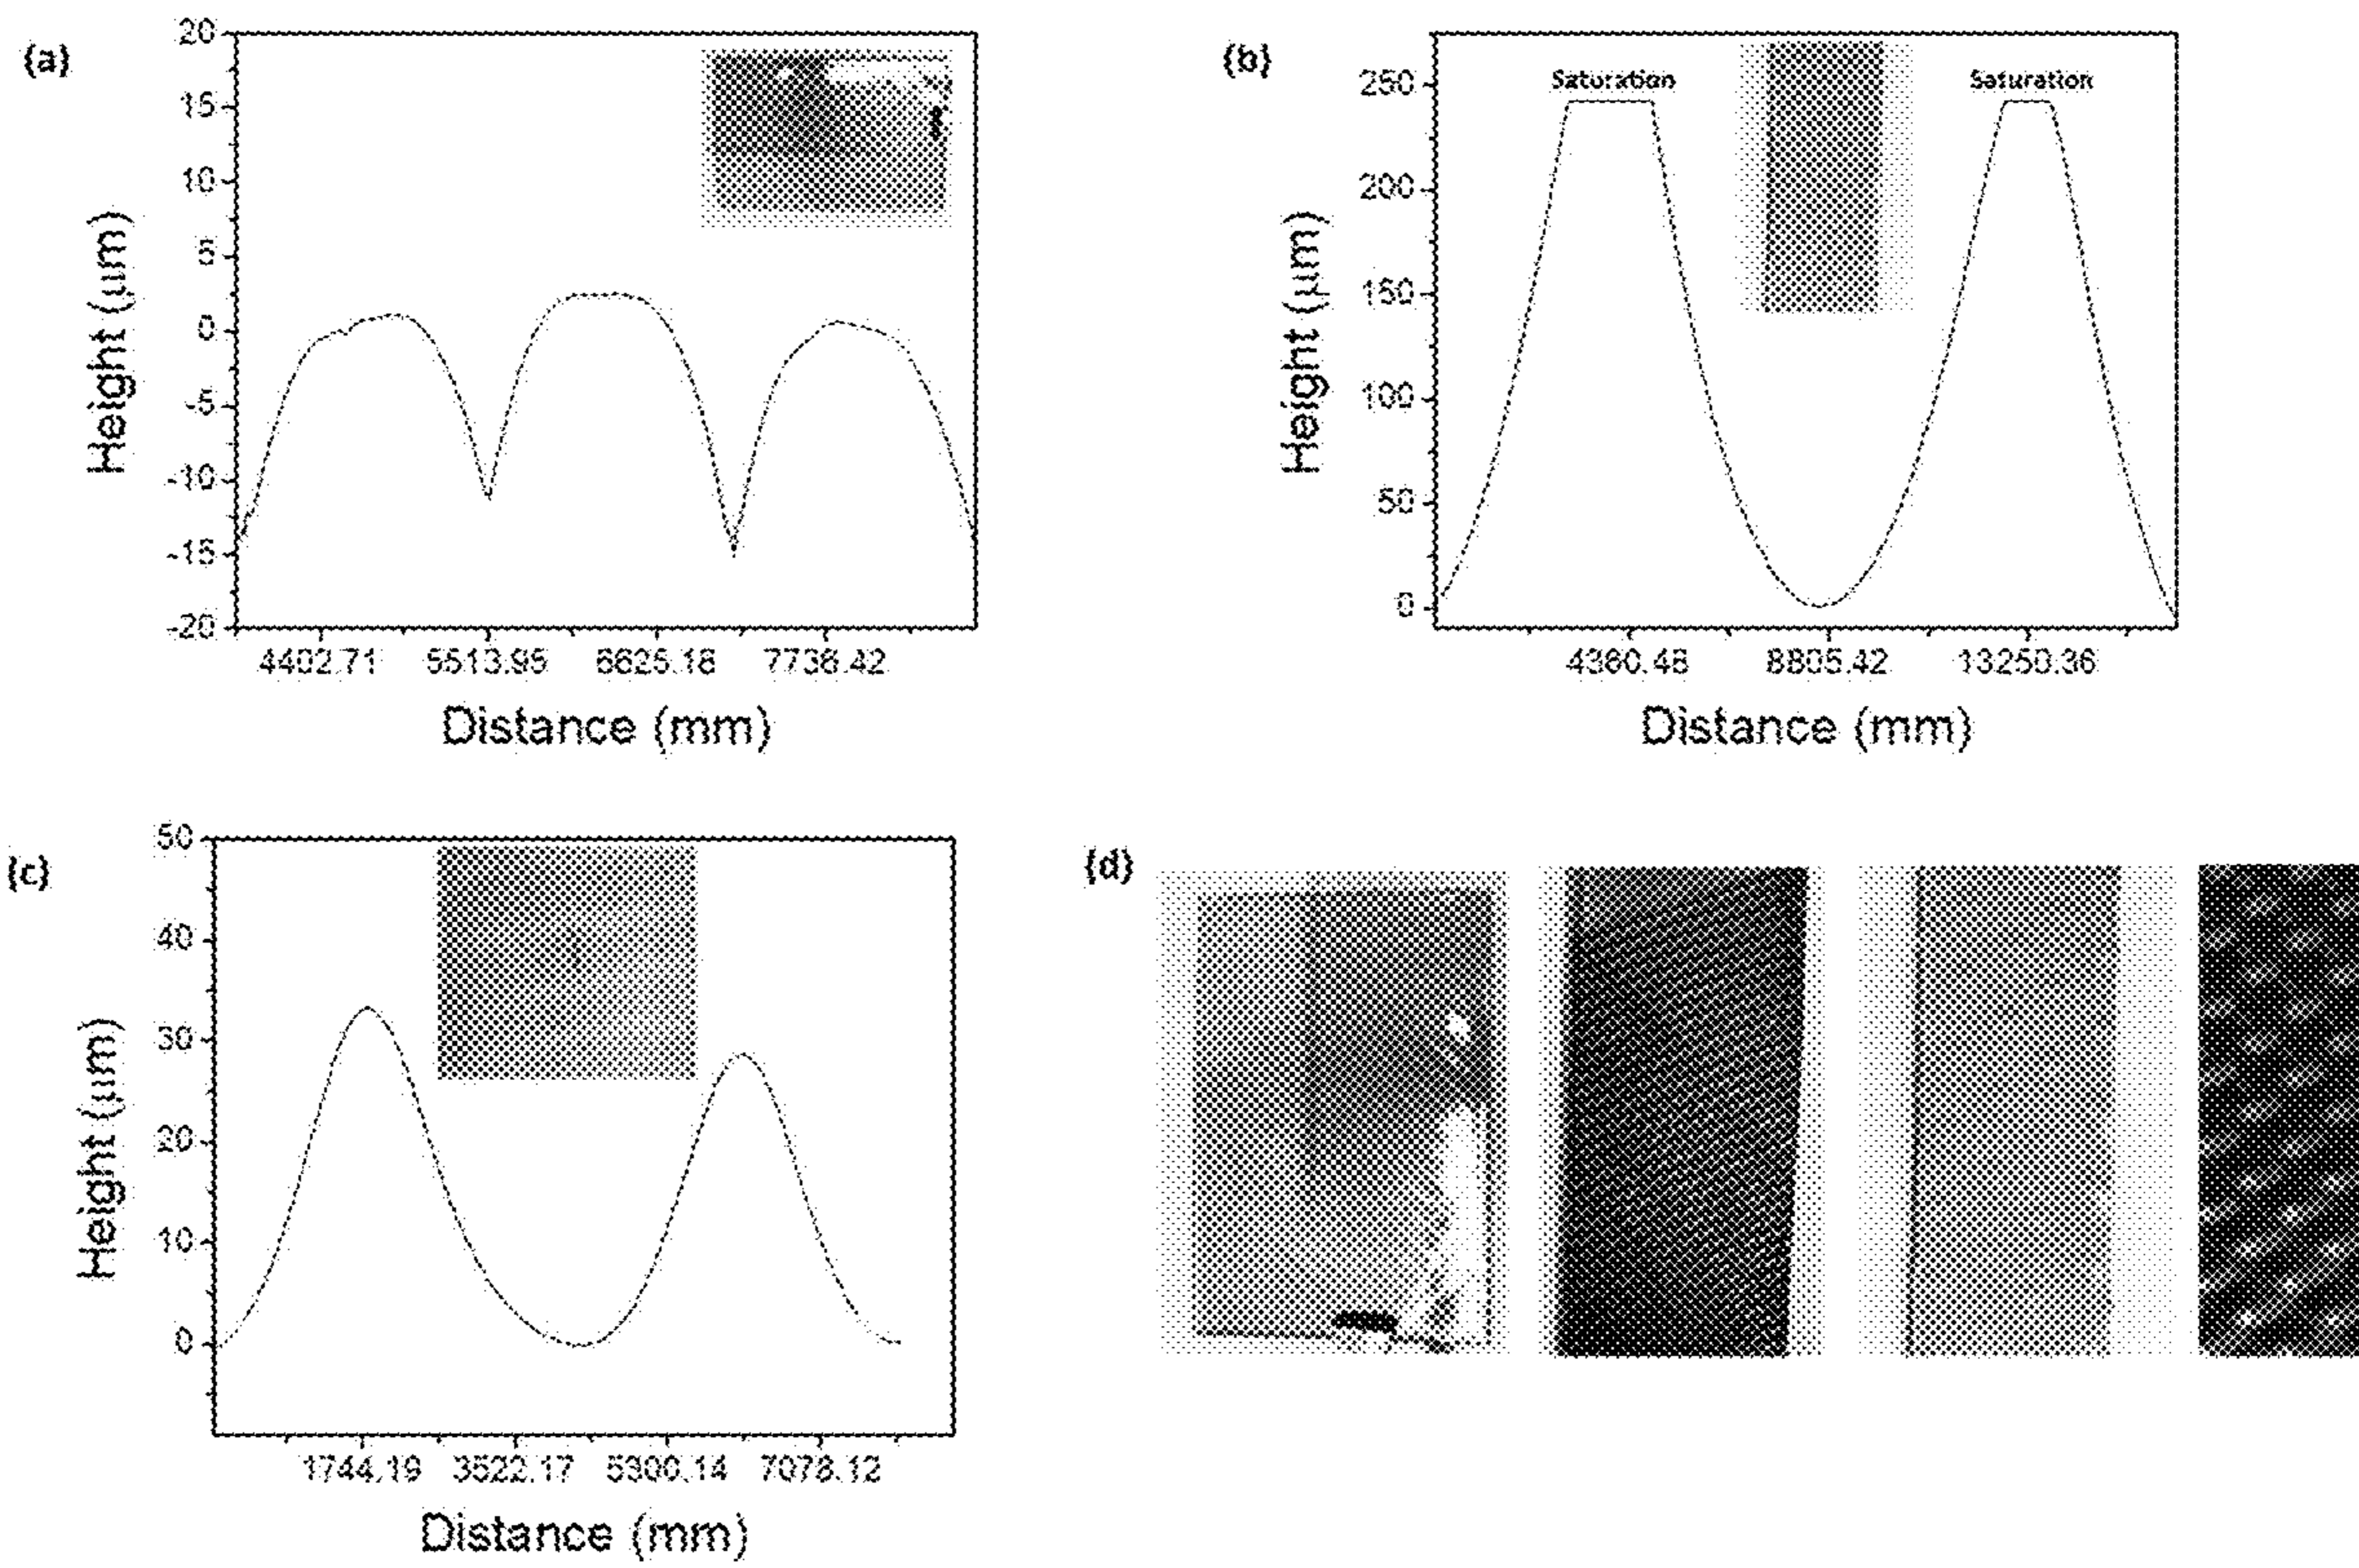 (a)
20
15
10
5
0
-5
-10
-15
-20
Height (μm)
4402.71 5513.95 6625.18 7736.42
Distance (mm)
(b)
Saturation Saturation
250
200
150
100
50
0
Height (μm)
4360.48 8805.42 13250.36
Distance (mm)
(c)
50
40
30
20
10
0
Height (μm)
1744.19 3522.17 5300.14 7078.12
Distance (mm)
(d)